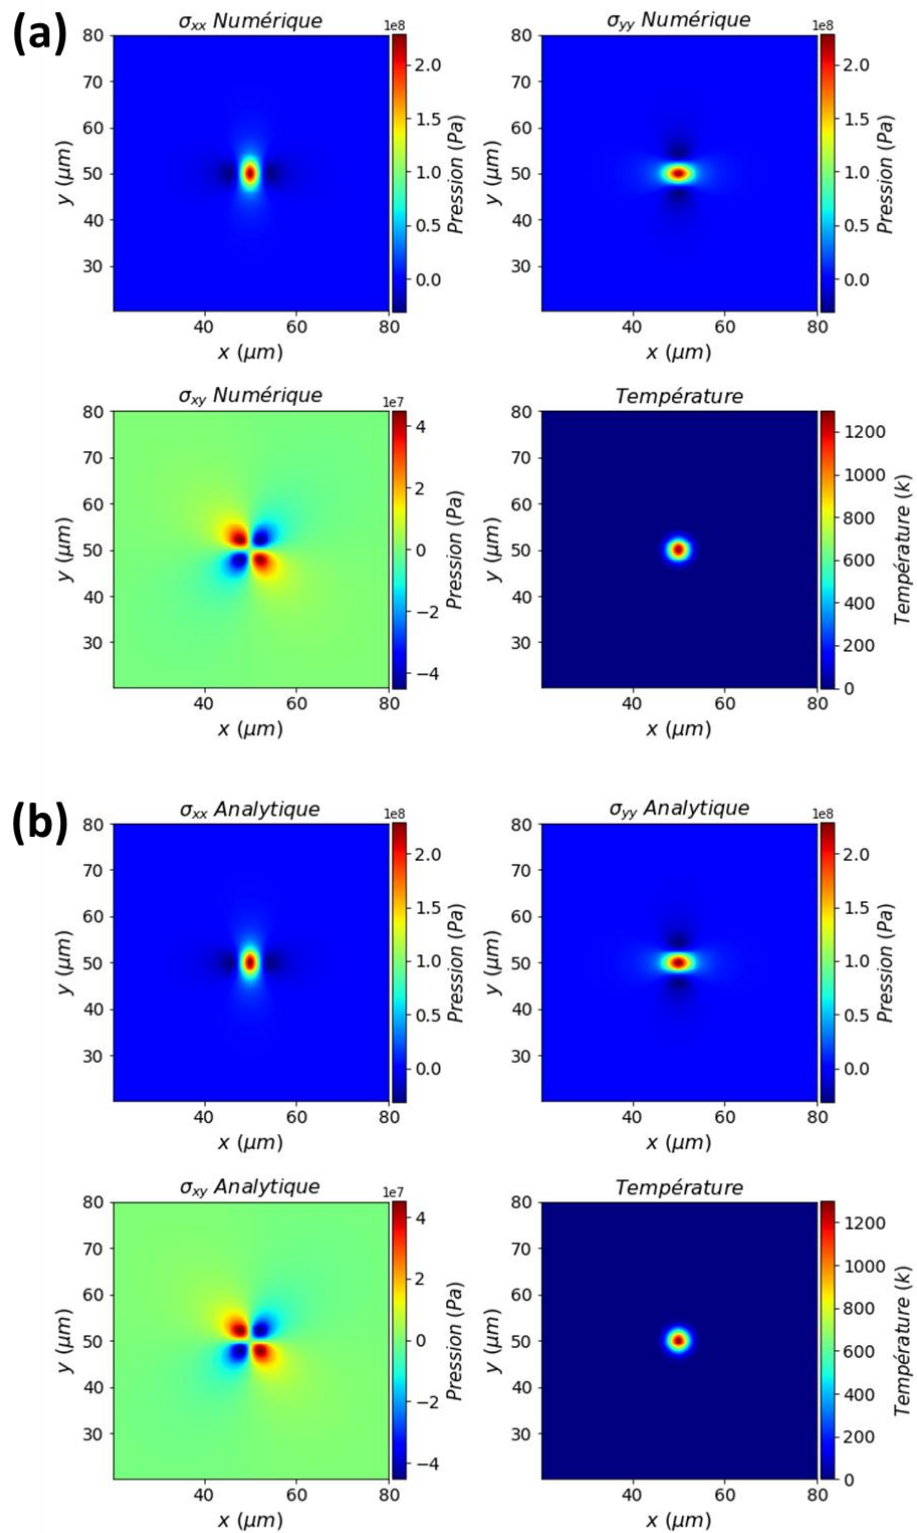 (a)
σxx Numérique
1e8
80
70
60
50
40
30
y (μm)
40 60 80
x (μm)
2.0
1.5
1.0
0.5
0.0
Pression (Pa)
σyy Numérique
1e8
80
70
60
50
40
30
y (μm)
40 60 80
x (μm)
2.0
1.5
1.0
0.5
0.0
Pression (Pa)
σxy Numérique
1e7
80
70
60
50
40
30
y (μm)
40 60 80
x (μm)
4
2
0
−2
−4
Pression (Pa)
Température
80
70
60
50
40
30
y (μm)
40 60 80
x (μm)
1200
1000
800
600
400
200
0
Température (k)
(b)
σxx Analytique
1e8
80
70
60
50
40
30
y (μm)
40 60 80
x (μm)
2.0
1.5
1.0
0.5
0.0
Pression (Pa)
σyy Analytique
1e8
80
70
60
50
40
30
y (μm)
40 60 80
x (μm)
2.0
1.5
1.0
0.5
0.0
Pression (Pa)
σxy Analytique
1e7
80
70
60
50
40
30
y (μm)
40 60 80
x (μm)
4
2
0
−2
−4
Pression (Pa)
Température
80
70
60
50
40
30
y (μm)
40 60 80
x (μm)
1200
1000
800
600
400
200
0
Température (k)